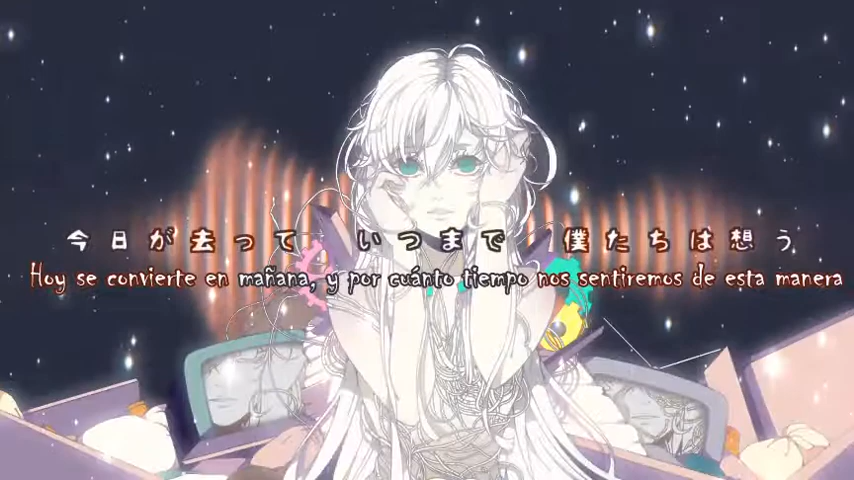 今日が去って いつまで 僕たちは想う
Hoy se convierte en mañana, y por cuánto tiempo nos sentiremos de esta manera